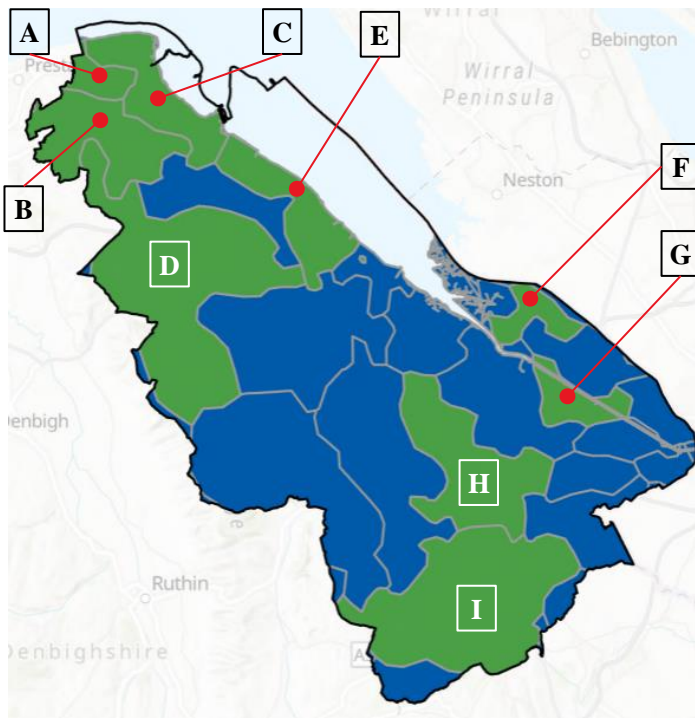 A
C
E
Presta
Wirral
Bebington
Wirral
Peninsula
Neston
B
F
G
D
Denbigh
H
e
Ruthin
I
Denbighshire
A